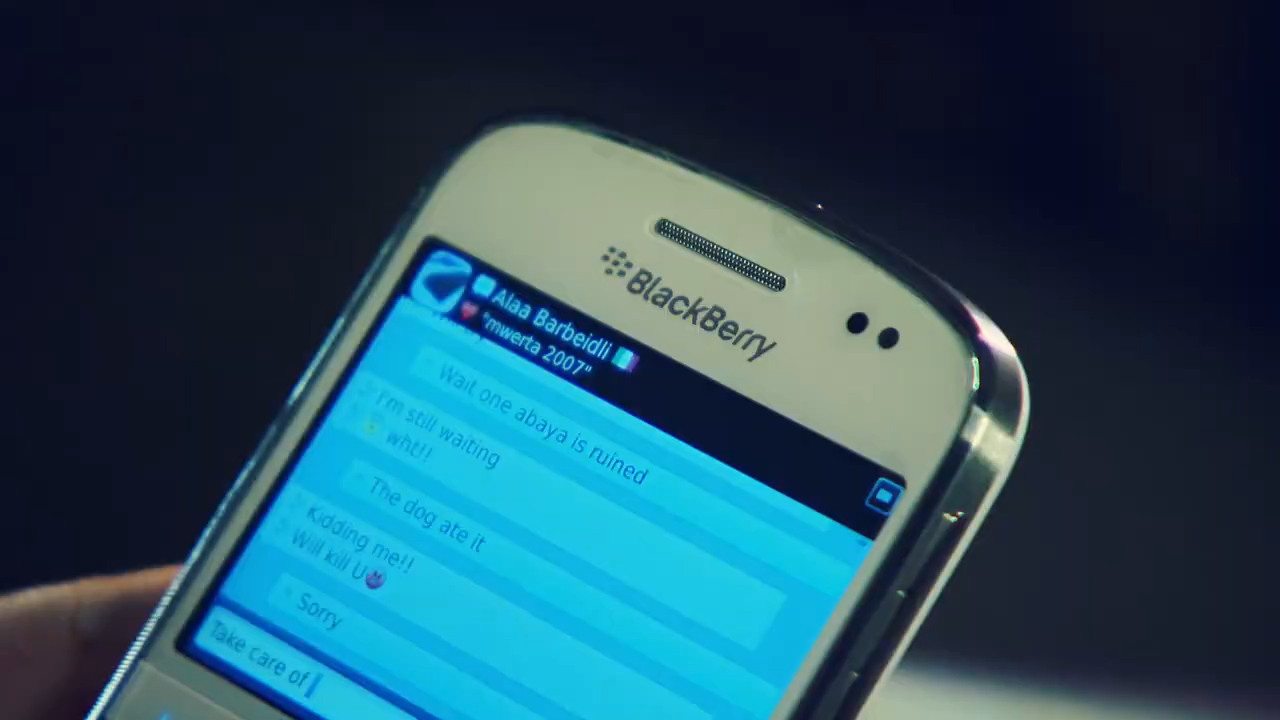 BlackBerry
Alaa Barbeidli
"mwerta 2007"
Wait one abaya is ruined
I'm still waiting
wht!!
The dog ate it
Kidding me!!
Will kill U
Sorry
Take care of